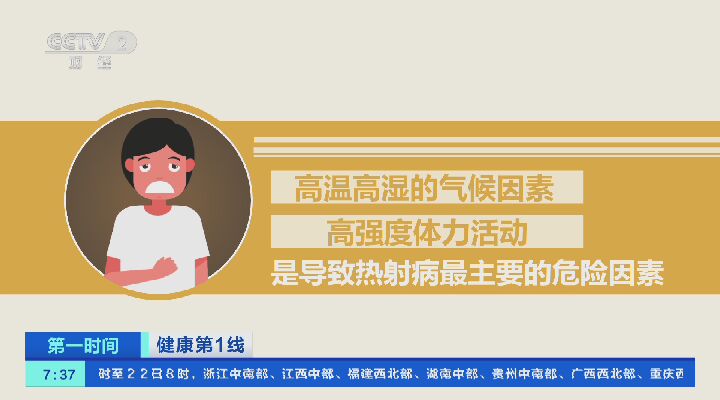 CCTV 2
财经
高温高湿的气候因素
高强度体力活动
是导致热射病最主要的危险因素
第一时间
健康第1线
7:37
时至22日8时，浙江中南部、江西中部、福建西北部、湖南中部、贵州中南部、广西西北部、重庆西